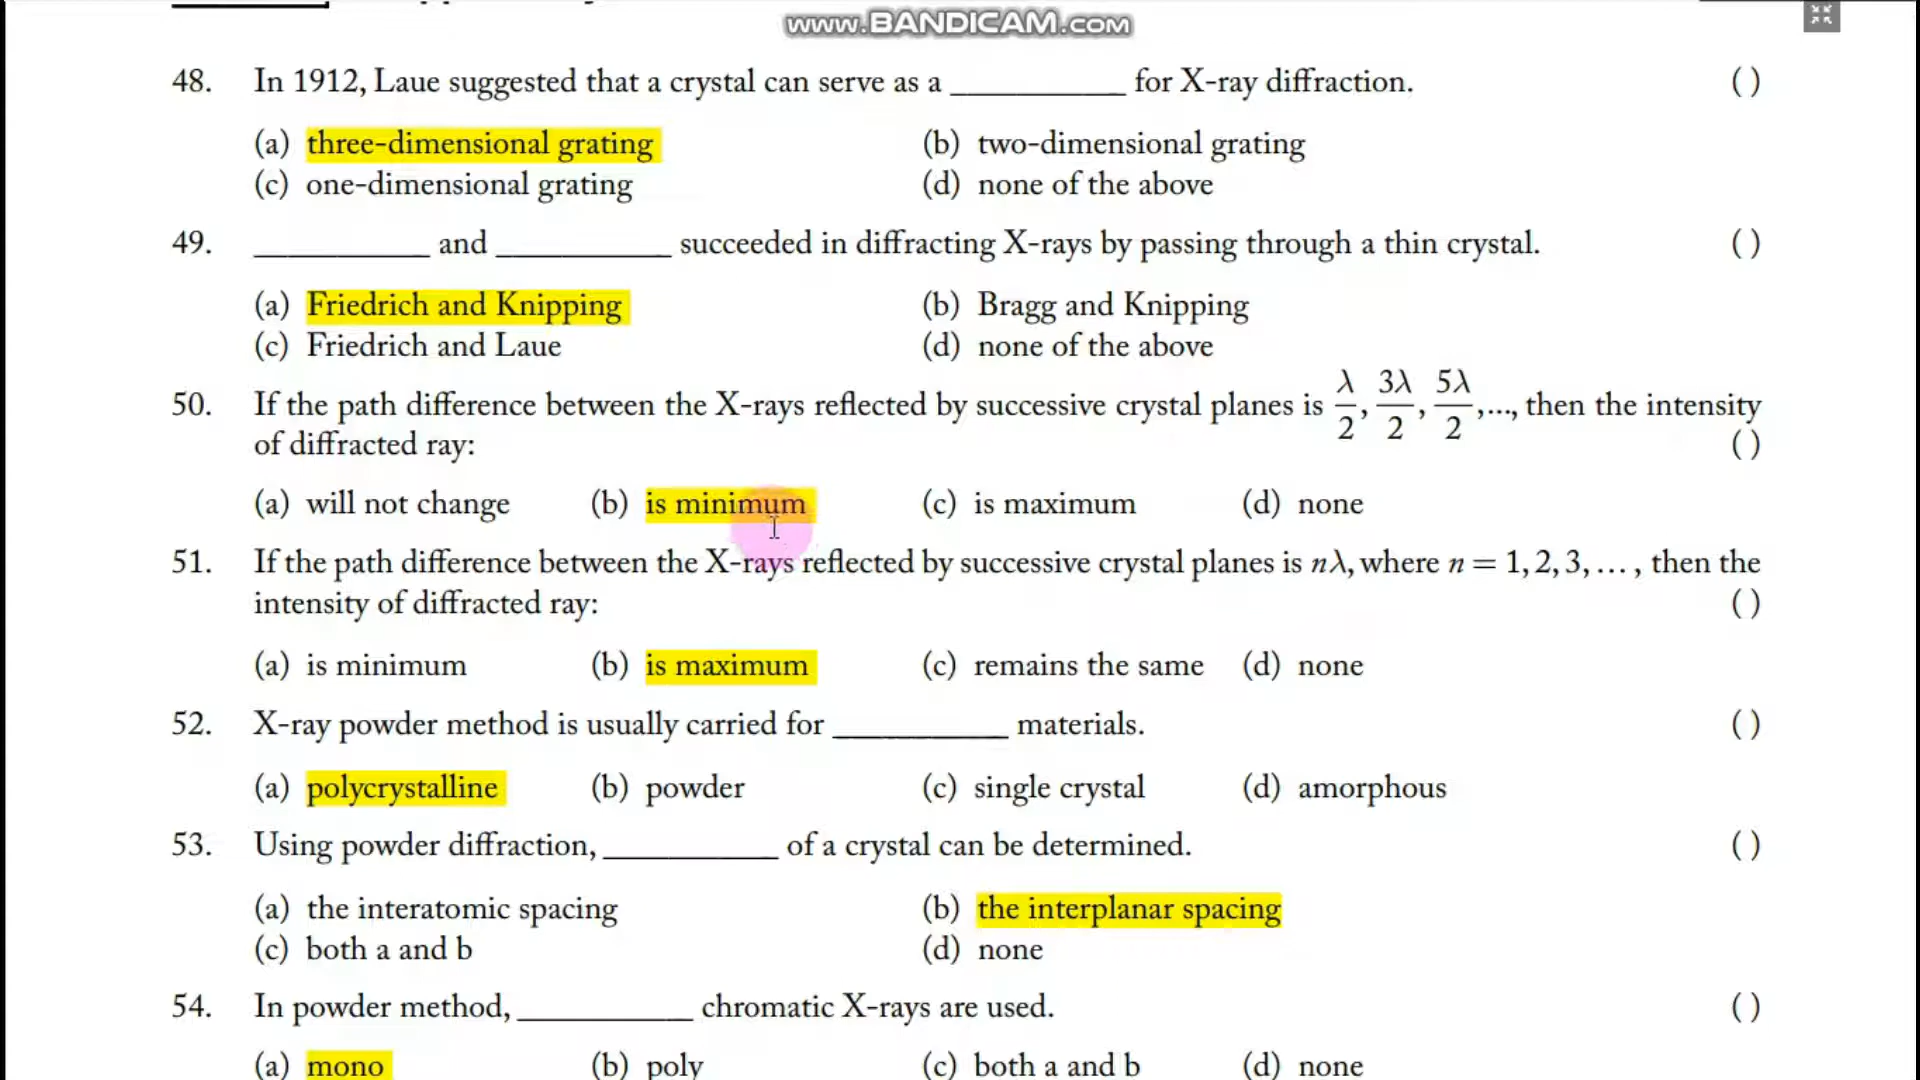 www.BANDICAM.com
48. In 1912, Laue suggested that a crystal can serve as a __________ for X-ray diffraction. ( )
(a) three-dimensional grating (b) two-dimensional grating
(c) one-dimensional grating (d) none of the above
49. __________ and __________ succeeded in diffracting X-rays by passing through a thin crystal. ( )
(a) Friedrich and Knipping (b) Bragg and Knipping
(c) Friedrich and Laue (d) none of the above
50. If the path difference between the X-rays reflected by successive crystal planes is λ/2, 3λ/2, 5λ/2,..., then the intensity
of diffracted ray: ( )
(a) will not change (b) is minimum (c) is maximum (d) none
51. If the path difference between the X-rays reflected by successive crystal planes is nλ, where n = 1, 2, 3, ... , then the
intensity of diffracted ray: ( )
(a) is minimum (b) is maximum (c) remains the same (d) none
52. X-ray powder method is usually carried for __________ materials. ( )
(a) polycrystalline (b) powder (c) single crystal (d) amorphous
53. Using powder diffraction, __________ of a crystal can be determined. ( )
(a) the interatomic spacing (b) the interplanar spacing
(c) both a and b (d) none
54. In powder method, __________ chromatic X-rays are used. ( )
(a) mono (b) poly (c) both a and b (d) none